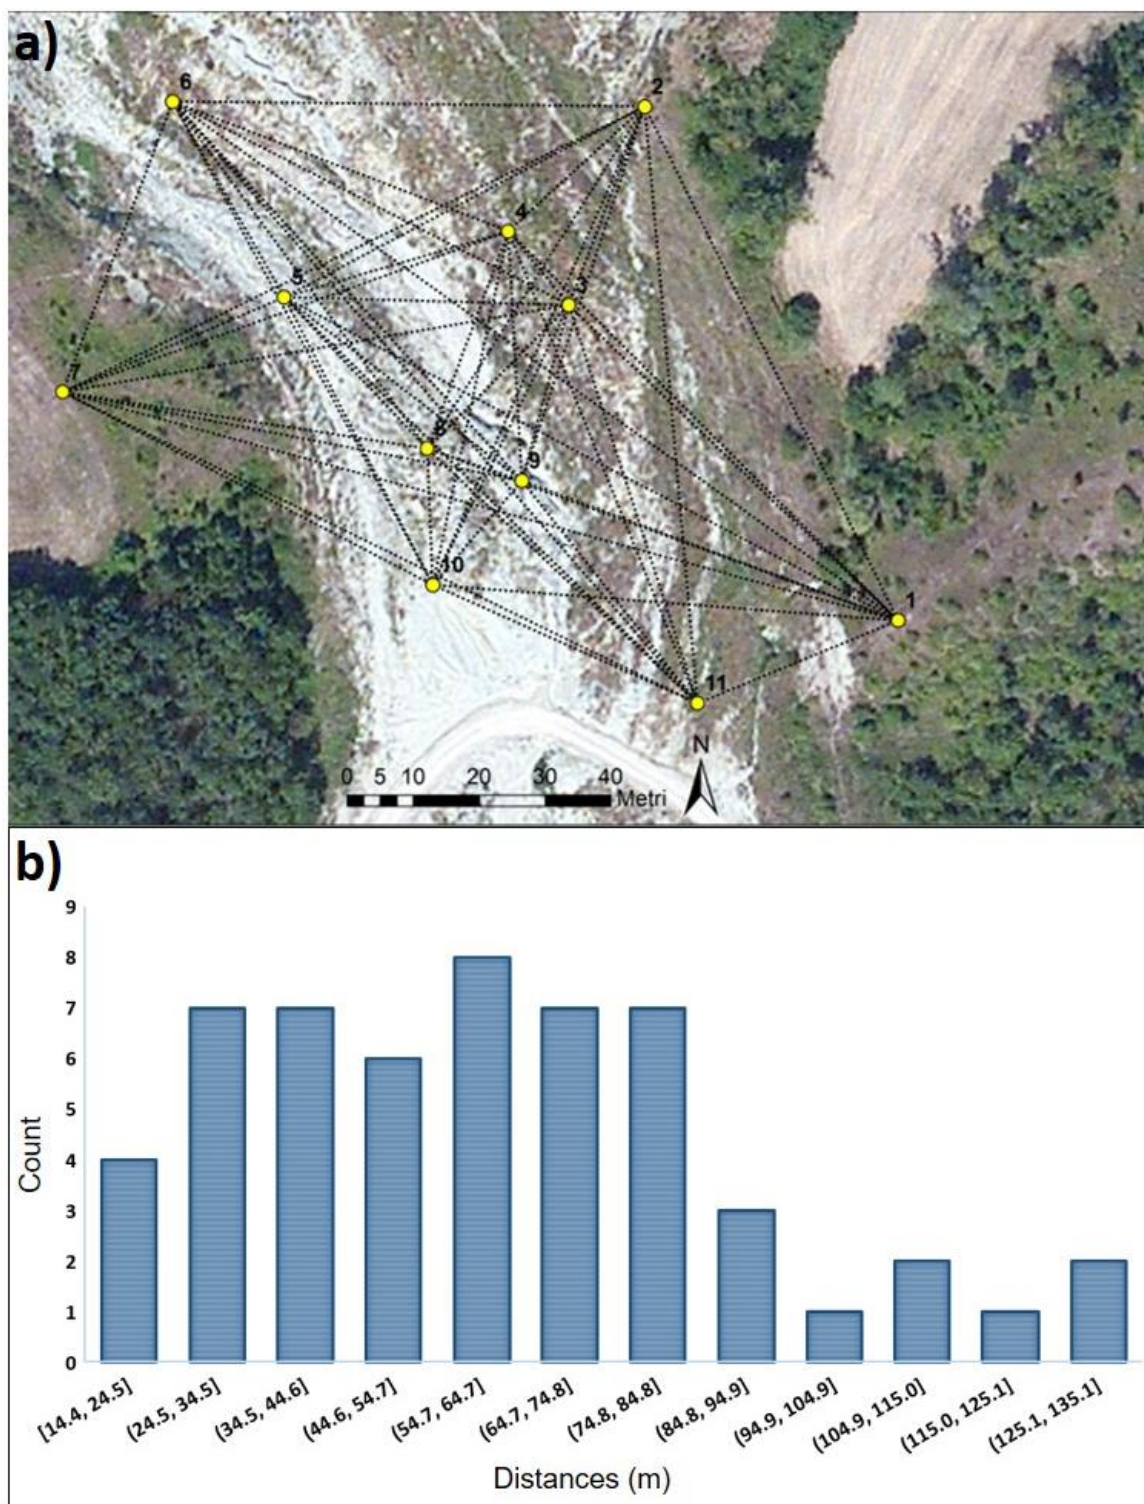 a)
6
2
4
5
3
7
8
9
10
1
11
N
0 5 10 20 30 40
Metri
b)
9
8
7
6
5
4
3
2
1
0
Count
[14.4, 24.5] (24.5, 34.5] (34.5, 44.6] (44.6, 54.7] (54.7, 64.7] (64.7, 74.8] (74.8, 84.8] (84.8, 94.9] (94.9, 104.9] (104.9, 115.0] (115.0, 125.1] (125.1, 135.1]
Distances (m)